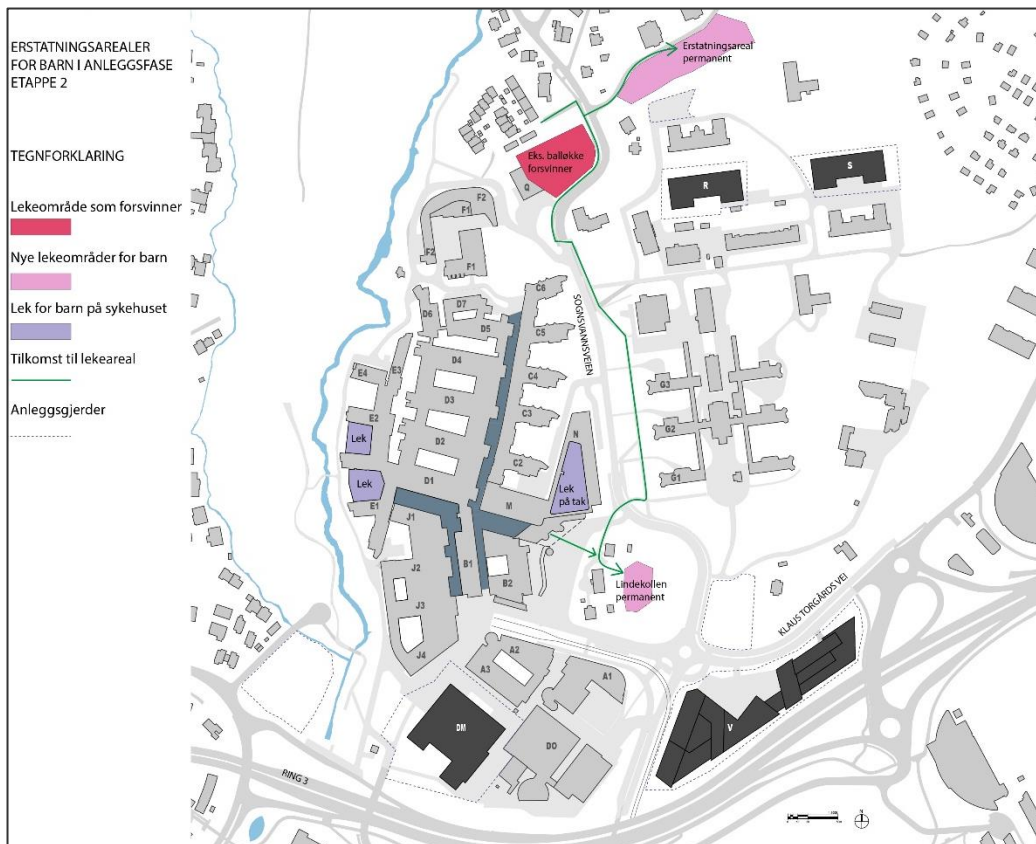 ERSTATNINGSAREALER
FOR BARN I ANLEGGSFASE
ETAPPE 2
TEGNFORKLARING
Lekeområde som forsvinner
Nye lekeområder for barn
Lek for barn på sykehuset
Tilkomst til lekeareal
Anleggsgjerder
Erstatningsareal
permanent
Eks. balløkke
forsvinner
Q
R
S
F2
F1
F2
F1
G
SOGNSVANNSVEIEN
C6
D7
D6
D5
C5
D4
E4
E3
C4
D3
G3
E2
C3
Lek
D2
N
G2
C2
Lek
D1
Lek
på tak
G1
E1
M
J1
J2
B1
B2
Lindekollen
permanent
KLAUS TORGÅRDS VEI
J3
J4
A2
A3
A1
DM
DO
V
RING 3
N